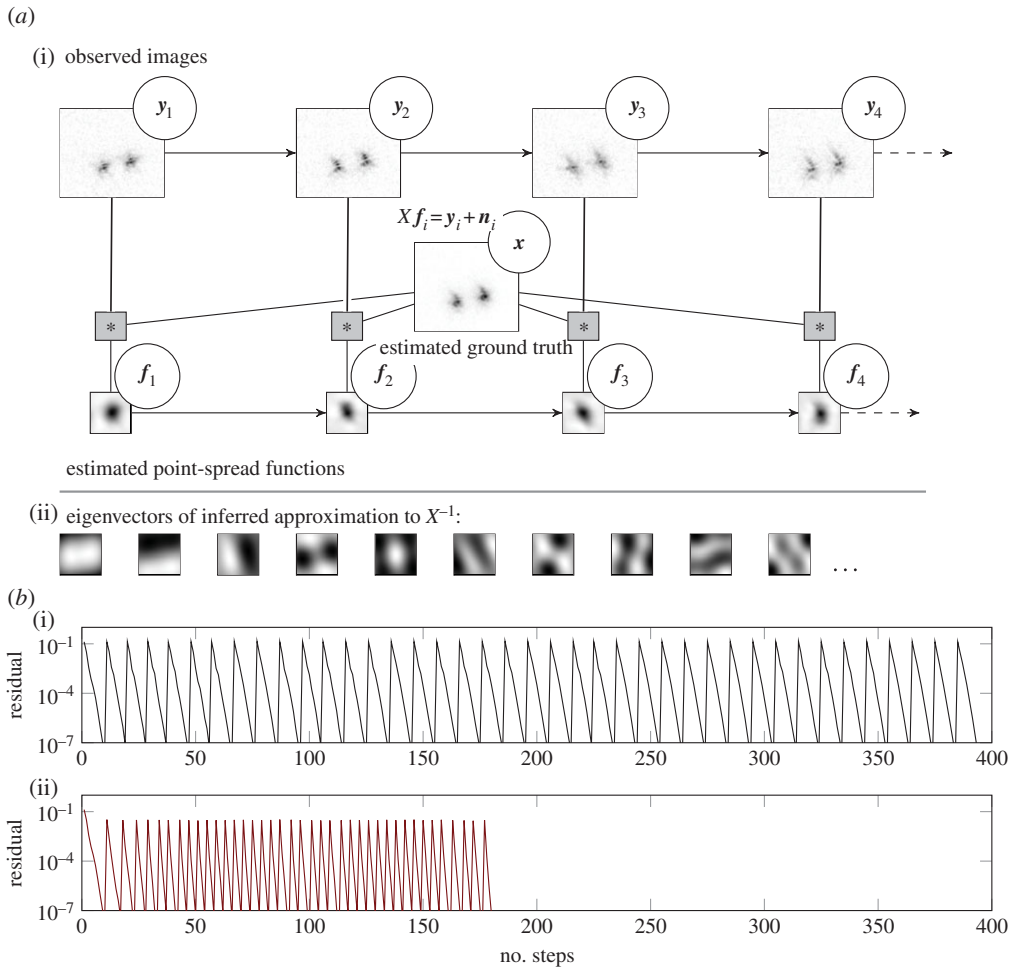 (a)
(i) observed images
y1
y2
y3
y4
Xfi=yi+ni
x
*
*
*
*
estimated ground truth
f1
f2
f3
f4
estimated point-spread functions
(ii) eigenvectors of inferred approximation to X−1:
...
(b)
(i)
residual
10−1
10−4
10−7
0
50
100
150
200
250
300
350
400
(ii)
residual
10−1
10−4
10−7
0
50
100
150
200
250
300
350
400
no. steps